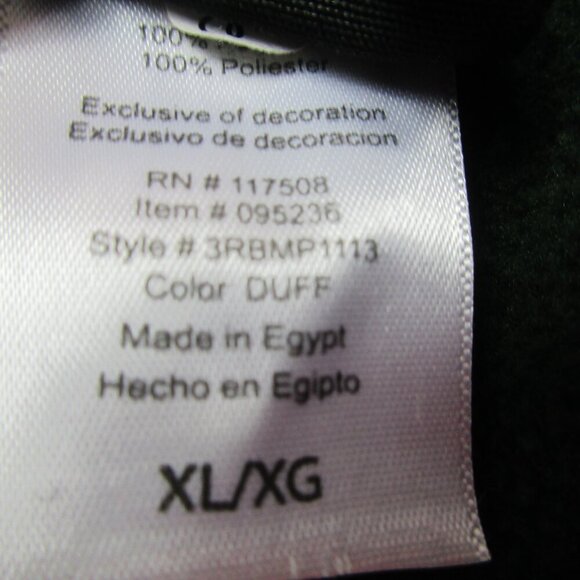 100%
100% Poliester
Exclusive of decoration
Exclusivo de decoracion
RN # 117508
Item # 095236
Style # 3RBMP1113
Color DUFF
Made in Egypt
Hecho en Egipto
XL/XG